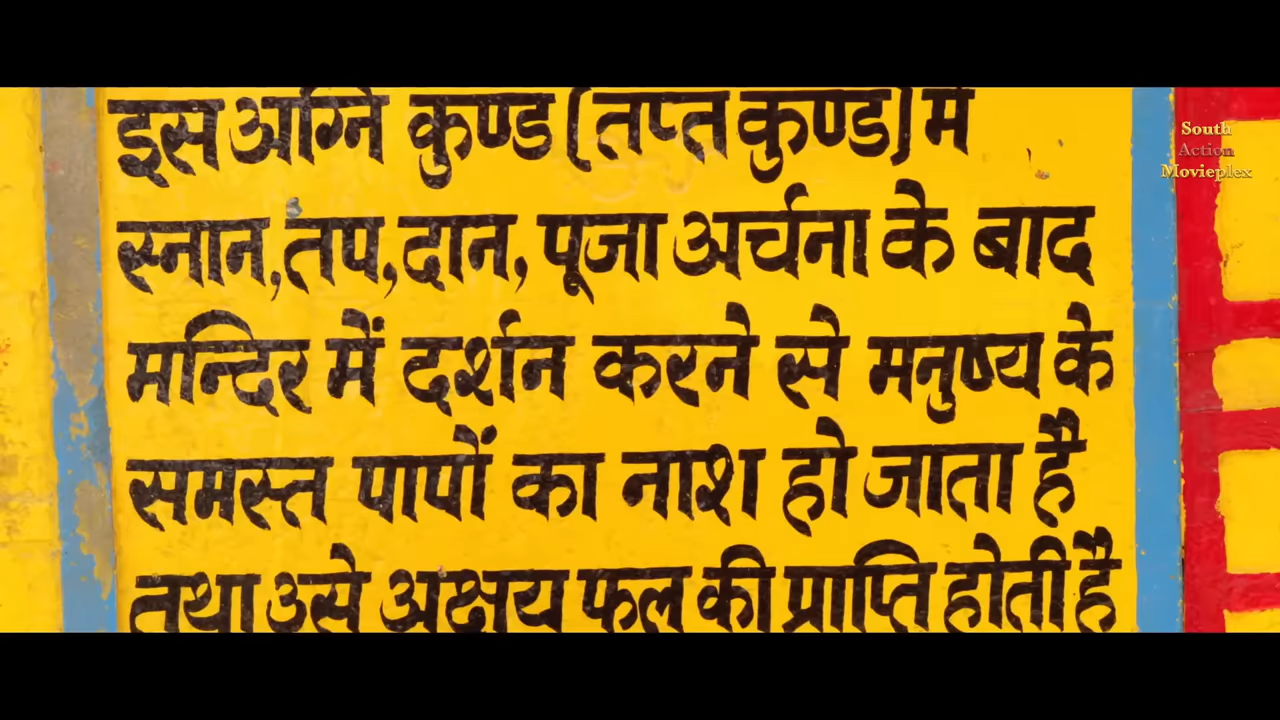 इस अग्नि कुण्ड (तप्त कुण्ड) में
स्नान, तप, दान, पूजा अर्चना के बाद
मन्दिर में दर्शन करने से मनुष्य के
समस्त पापों का नाश हो जाता है
तथा उसे अक्षय फल की प्राप्ति होती है
South
Action
Movieplex